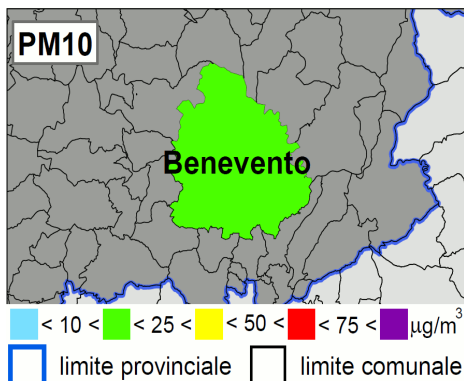 PM10
Benevento
< 10 < < 25 < < 50 < < 75 < μg/m³
limite provinciale limite comunale